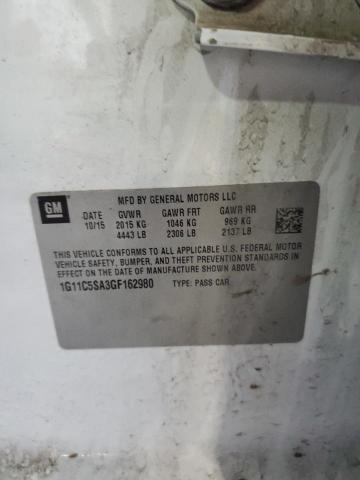 GM
MFD BY GENERAL MOTORS LLC
DATE GVWR GAWR FRT GAWR RR
10/15 2015 KG 1046 KG 969 KG
4443 LB 2306 LB 2137 LB
THIS VEHICLE CONFORMS TO ALL APPLICABLE U.S. FEDERAL MOTOR
VEHICLE SAFETY, BUMPER, AND THEFT PREVENTION STANDARDS IN
EFFECT ON THE DATE OF MANUFACTURE SHOWN ABOVE.
1G11C5SA3GF162980 TYPE: PASS CAR